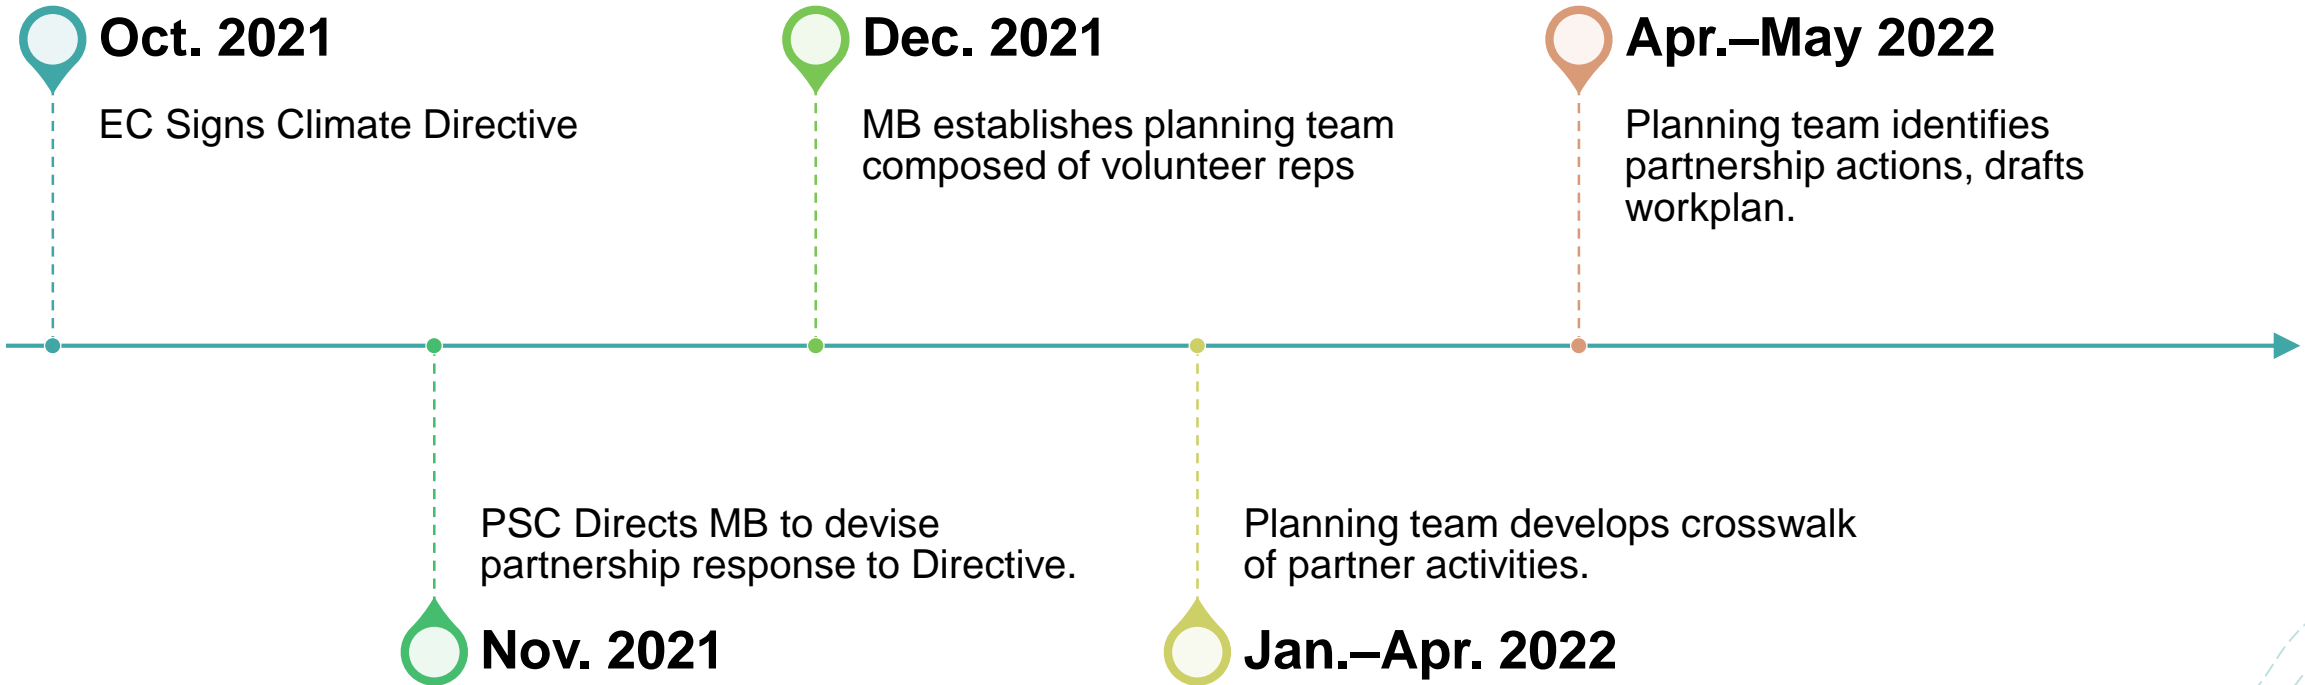 Oct. 2021
EC Signs Climate Directive
PSC Directs MB to devise
partnership response to Directive.
Nov. 2021
Dec. 2021
MB establishes planning team
composed of volunteer reps
Planning team develops crosswalk
of partner activities.
Jan.–Apr. 2022
Apr.–May 2022
Planning team identifies
partnership actions, drafts
workplan.